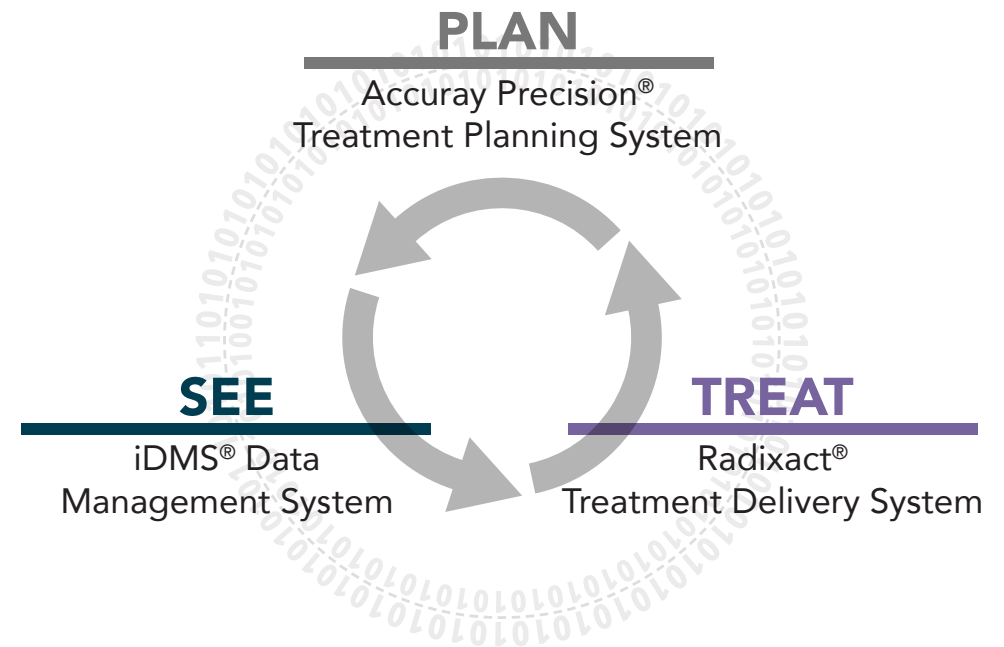 PLAN
Accuray Precision®
Treatment Planning System
SEE
iDMS® Data
Management System
TREAT
Radixact®
Treatment Delivery System